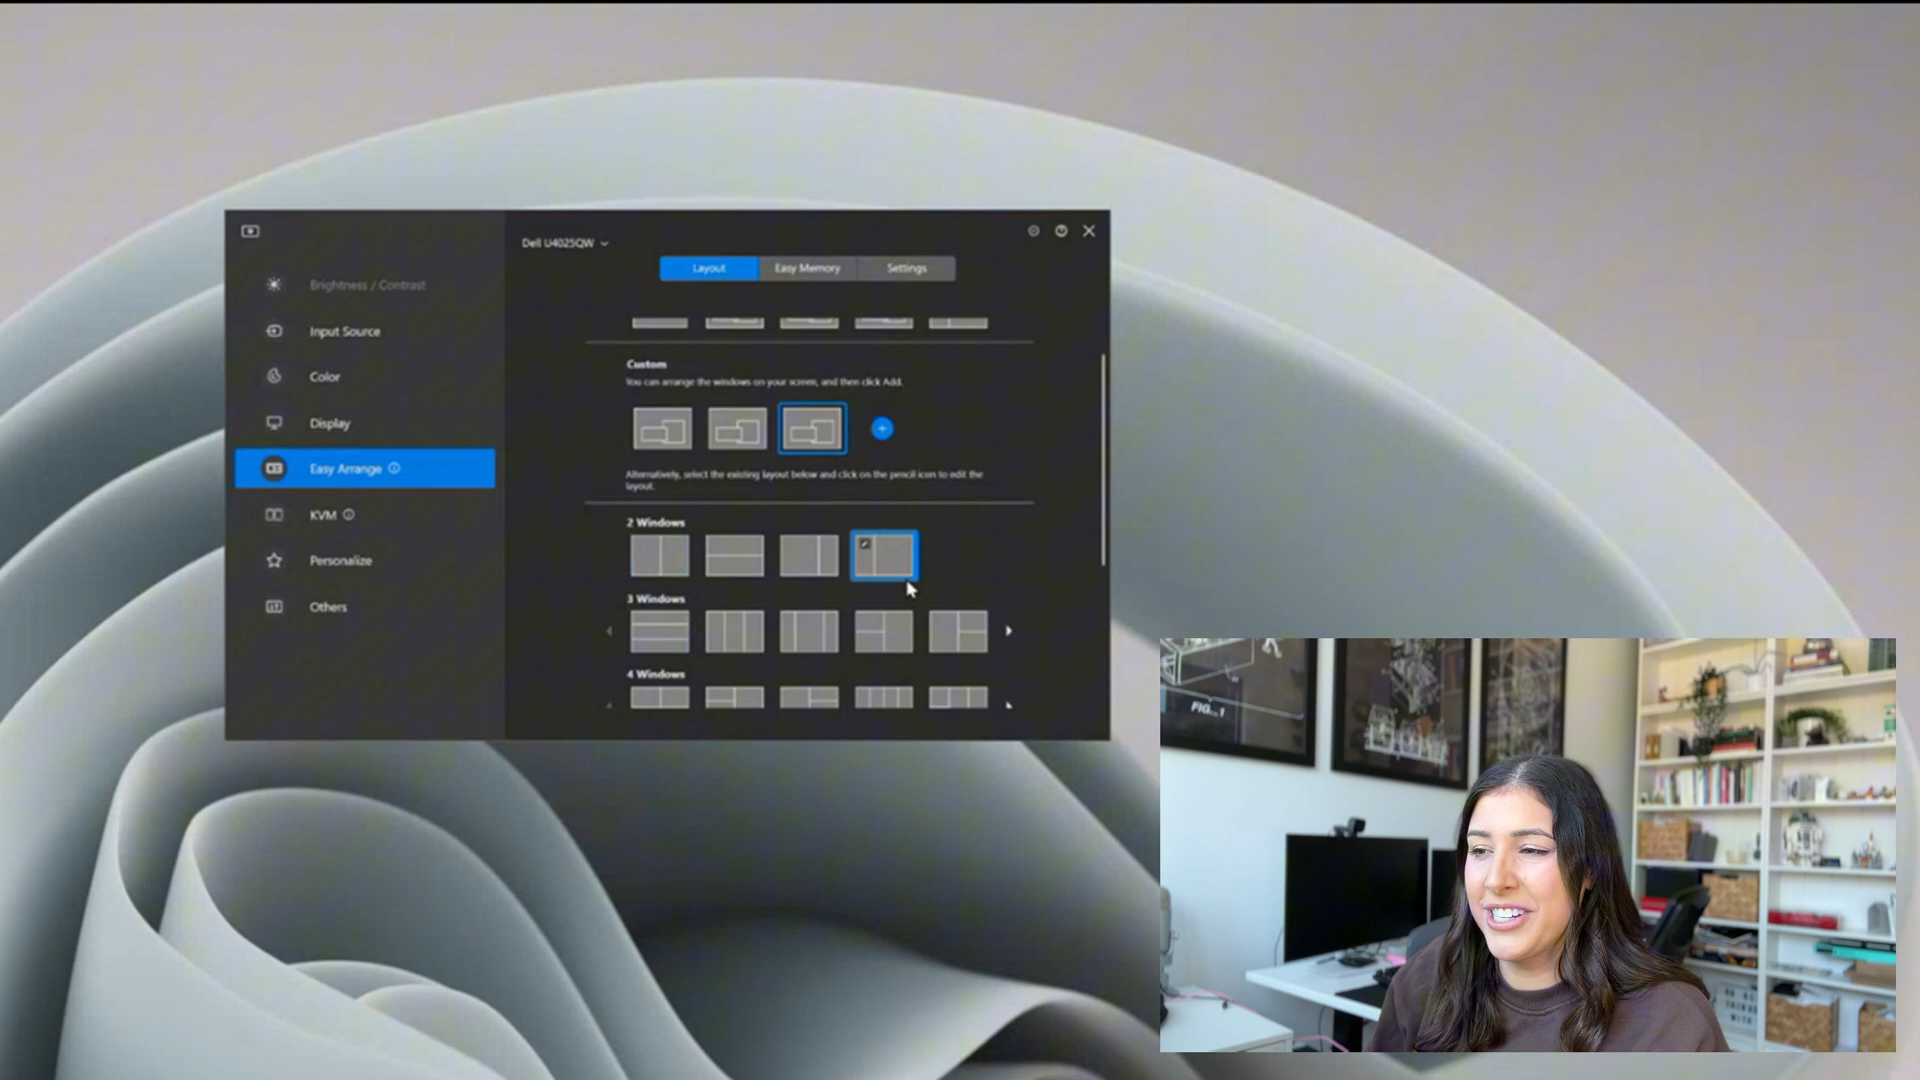 Dell U4025QW
Layout
Easy Memory
Settings
Brightness / Contrast
Input Source
Color
Display
Easy Arrange
KVM
Personalize
Others
Custom
You can arrange the windows on your screen, and then click Add.
Alternatively, select the existing layout below and click on the pencil icon to edit the
layout.
2 Windows
3 Windows
4 Windows
FIG. 1